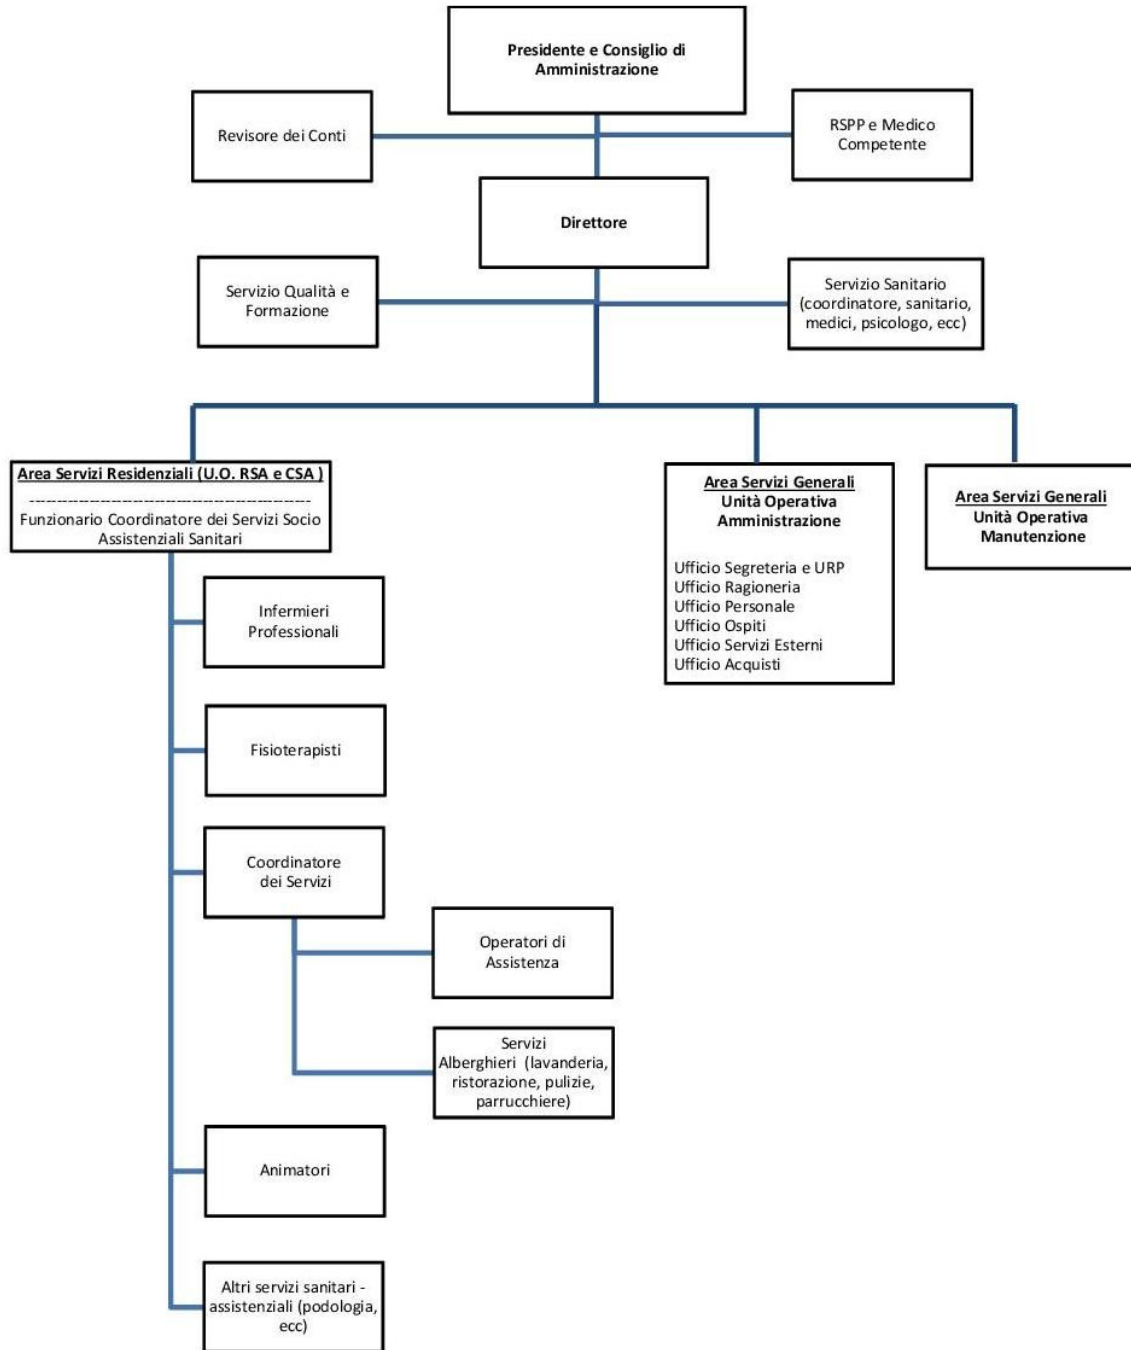 Presidente e Consiglio di
Amministrazione
Revisore dei Conti
RSPP e Medico
Competente
Direttore
Servizio Qualità e
Formazione
Servizio Sanitario
(coordinatore, sanitario,
medici, psicologo, ecc)
Area Servizi Residenziali (U.O. RSA e CSA )
----------------------------------------------------
Funzionario Coordinatore dei Servizi Socio
Assistenziali Sanitari
Area Servizi Generali
Unità Operativa
Amministrazione
Ufficio Segreteria e URP
Ufficio Ragioneria
Ufficio Personale
Ufficio Ospiti
Ufficio Servizi Esterni
Ufficio Acquisti
Area Servizi Generali
Unità Operativa
Manutenzione
Infermieri
Professionali
Fisioterapisti
Coordinatore
dei Servizi
Operatori di
Assistenza
Servizi
Alberghieri (lavanderia,
ristorazione, pulizie,
parrucchiere)
Animatori
Altri servizi sanitari -
assistenziali (podologia,
ecc)